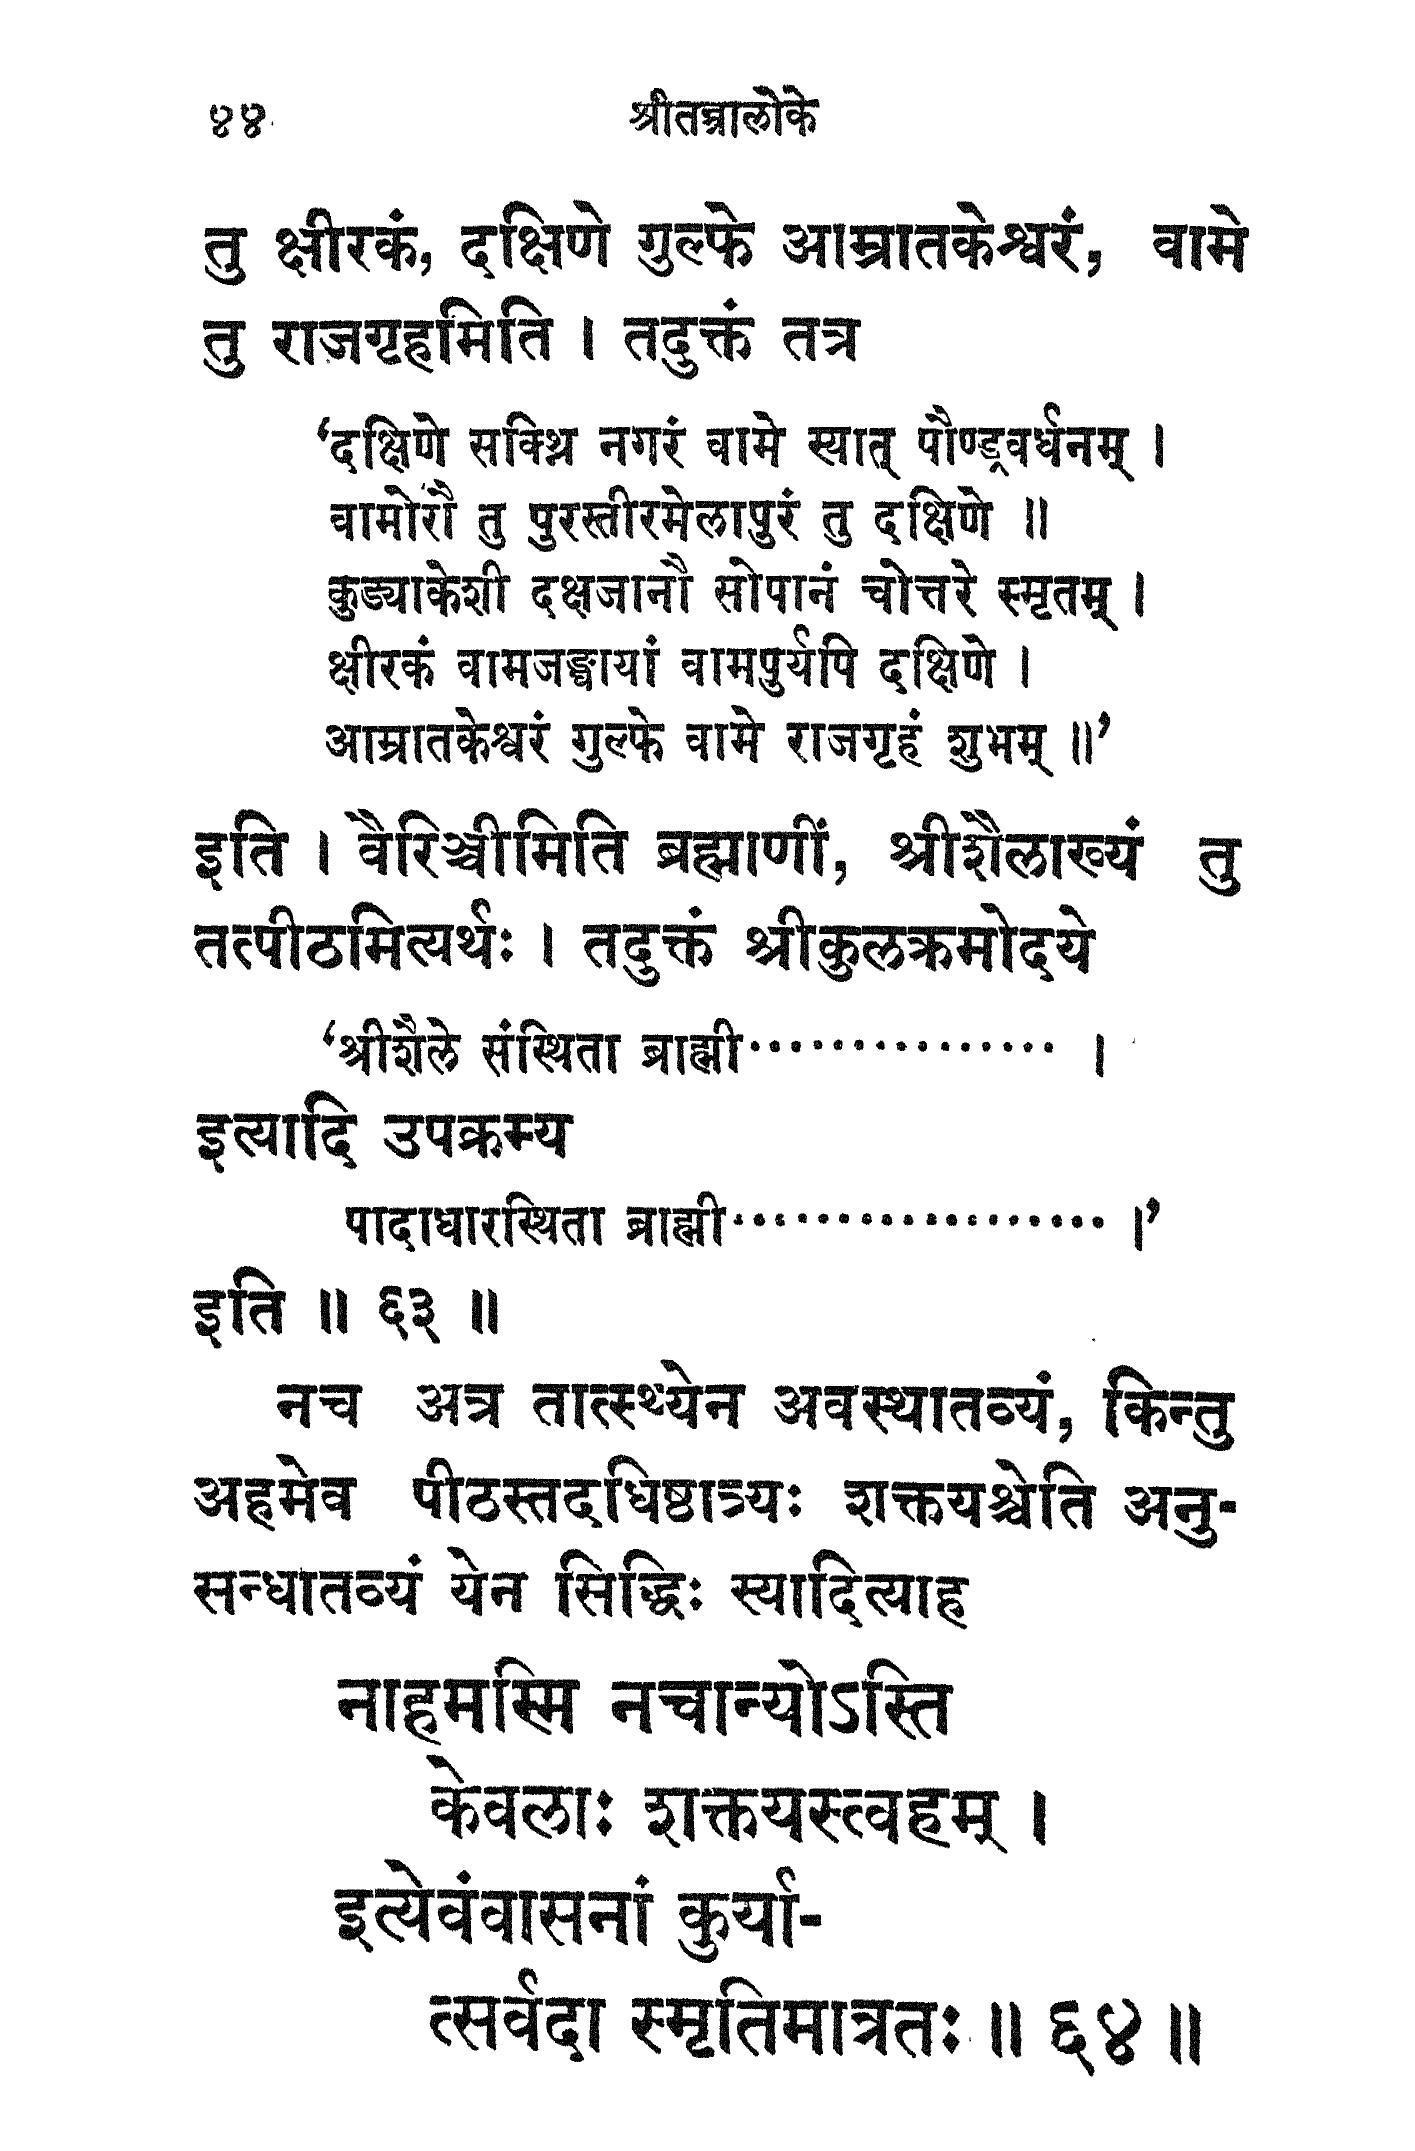 ४४ श्रीतन्त्रालोके
तु क्षीरकं, दक्षिणे गुल्फे आम्रातकेश्वरं, वामे
तु राजगृहमिति । तदुक्तं तत्र
‘दक्षिणे सक्थ्नि नगरं वामे स्यात् पौण्ड्रवर्धनम् ।
वामोरौ तु पुरस्तीरमेलापुरं तु दक्षिणे ॥
कुड्याकेशी दक्षजानौ सोपानं चोत्तरे स्मृतम् ।
क्षीरकं वामजङ्घायां वामपुर्यपि दक्षिणे ।
आम्रातकेश्वरं गुल्फे वामे राजगृहं शुभम् ॥’
इति । वैरिञ्चीमिति ब्रह्माणीं, श्रीशैलाख्यं तु
तत्पीठमित्यर्थः । तदुक्तं श्रीकुलक्रमोदये
‘श्रीशैले संस्थिता ब्राह्मी··············· ।
इत्यादि उपक्रम्य
पादाधारस्थिता ब्राह्मी·················· ।’
इति ॥ ६३ ॥
नच अत्र तात्स्थ्येन अवस्थातव्यं, किन्तु
अहमेव पीठस्तदधिष्ठात्र्यः शक्तयश्चेति अनु-
सन्धातव्यं येन सिद्धिः स्यादित्याह
नाहमस्मि नचान्योऽस्ति
केवलाः शक्तयस्त्वहम् ।
इत्येवंवासनां कुर्या-
त्सर्वदा स्मृतिमात्रतः ॥ ६४ ॥